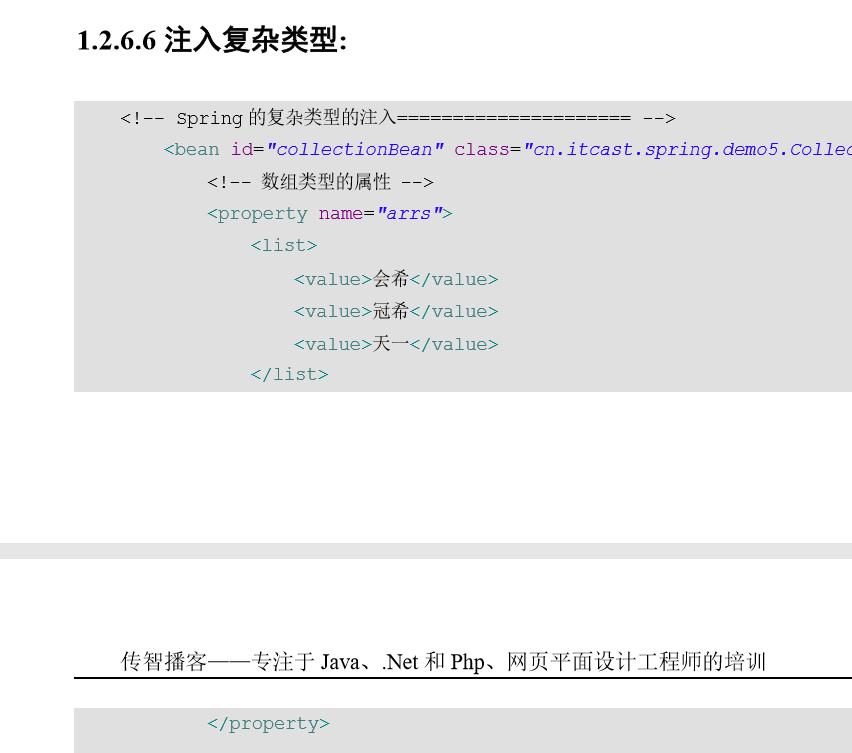 1.2.6.6 注入复杂类型:
<!-- Spring 的复杂类型的注入===================== -->
<bean id="collectionBean" class="cn.itcast.spring.demo5.Collec
<!-- 数组类型的属性 -->
<property name="arrs">
<list>
<value>会希</value>
<value>冠希</value>
<value>天一</value>
</list>
传智播客——专注于 Java、.Net 和 Php、网页平面设计工程师的培训
</property>